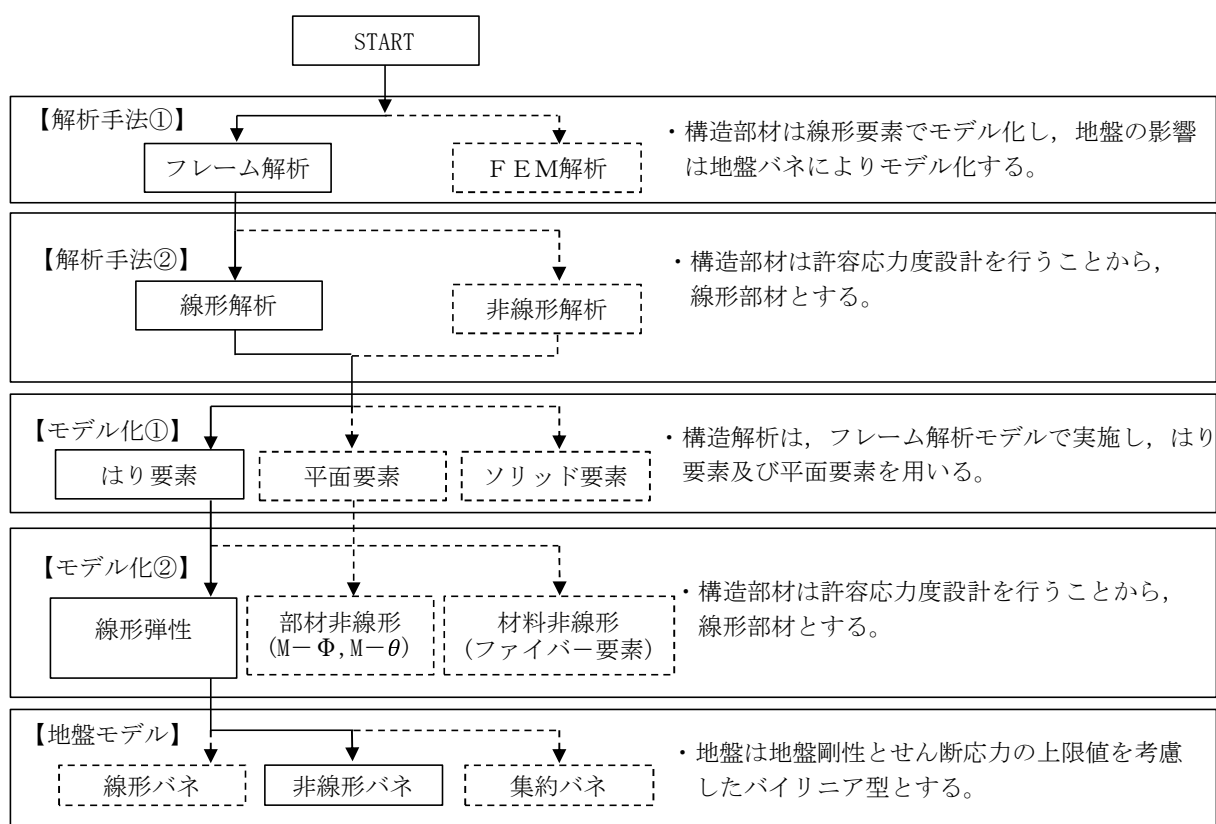 START
【解析手法①】
フレーム解析
ＦＥＭ解析
・構造部材は線形要素でモデル化し，地盤の影響
は地盤バネによりモデル化する。
【解析手法②】
線形解析
非線形解析
・構造部材は許容応力度設計を行うことから，
線形部材とする。
【モデル化①】
はり要素
平面要素
ソリッド要素
・構造解析は，フレーム解析モデルで実施し，はり
要素及び平面要素を用いる。
【モデル化②】
線形弾性
部材非線形
(M－Φ,M－θ)
材料非線形
(ファイバー要素)
・構造部材は許容応力度設計を行うことから，
線形部材とする。
【地盤モデル】
線形バネ
非線形バネ
集約バネ
・地盤は地盤剛性とせん断応力の上限値を考慮
したバイリニア型とする。